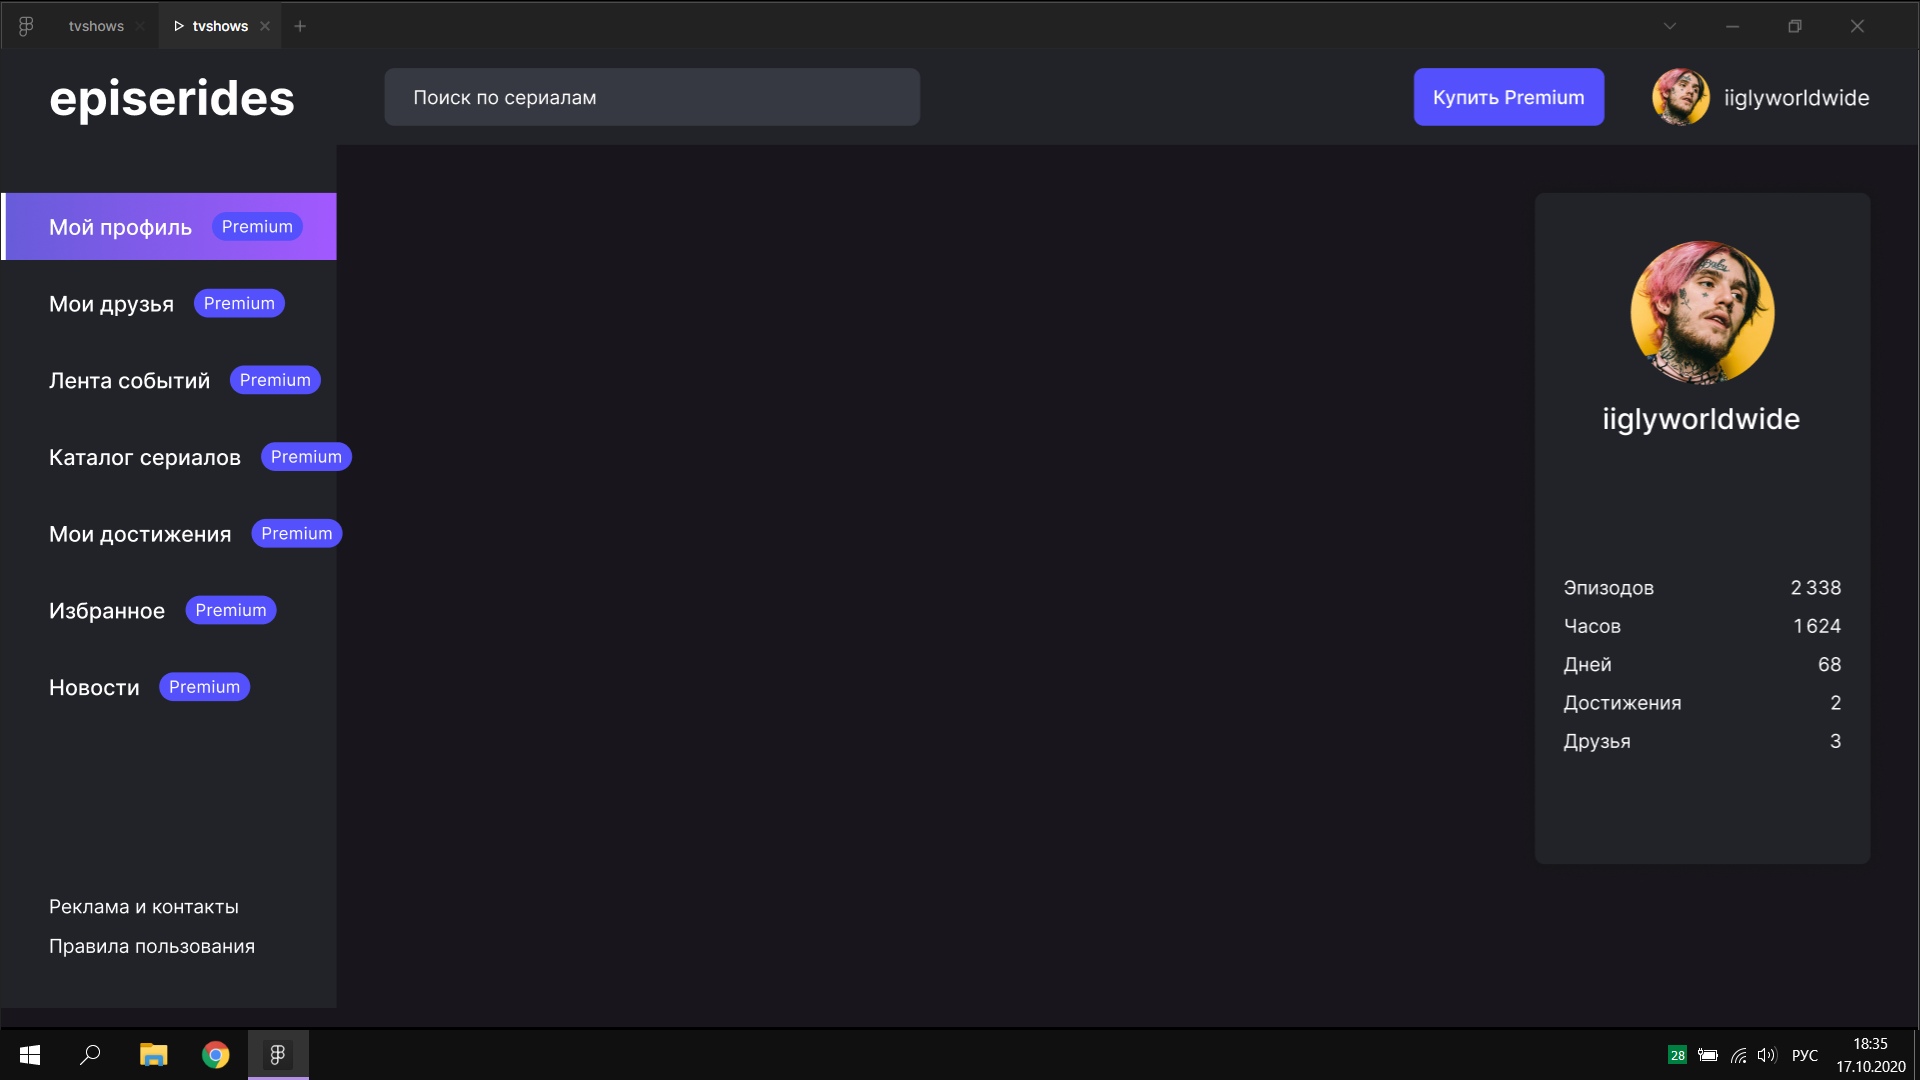 tvshows
tvshows
episerides
Поиск по сериалам
Купить Premium
iiglyworldwide
Мой профиль Premium
Мои друзья Premium
Лента событий Premium
Каталог сериалов Premium
Мои достижения Premium
Избранное Premium
Новости Premium
Реклама и контакты
Правила пользования
iiglyworldwide
Эпизодов 2 338
Часов 1 624
Дней 68
Достижения 2
Друзья 3
28
РУС
18:35
17.10.2020